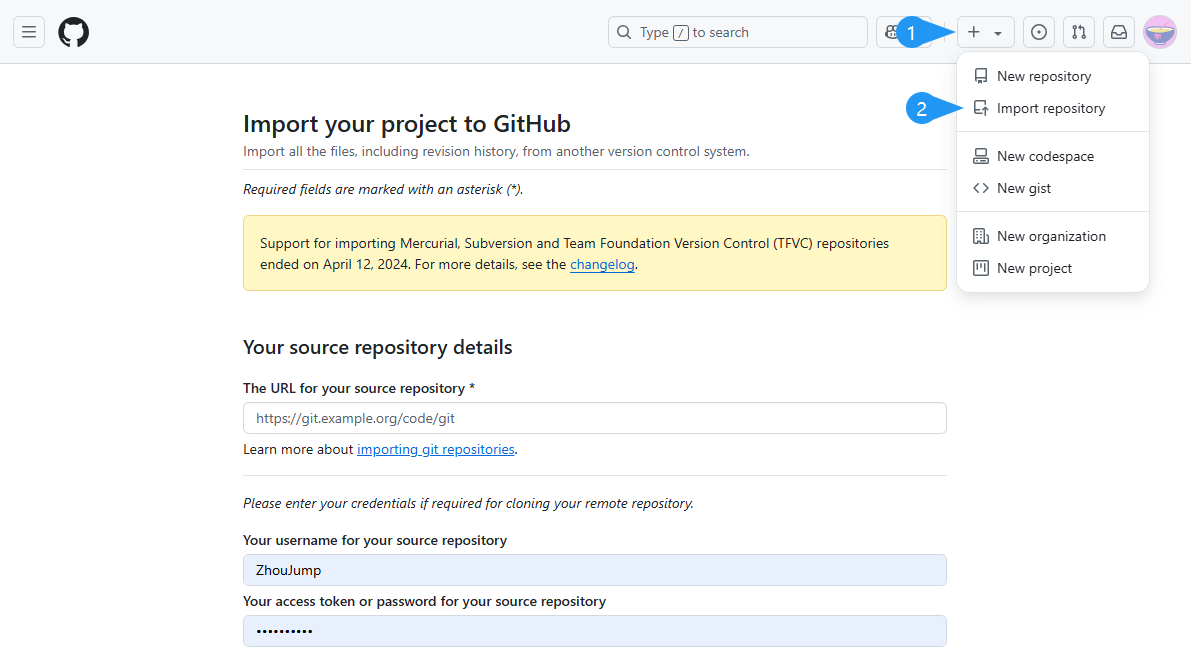 Type / to search
1
New repository
2
Import repository
New codespace
New gist
New organization
New project
Import your project to GitHub
Import all the files, including revision history, from another version control system.
Required fields are marked with an asterisk (*).
Support for importing Mercurial, Subversion and Team Foundation Version Control (TFVC) repositories
ended on April 12, 2024. For more details, see the changelog.
Your source repository details
The URL for your source repository *
https://git.example.org/code/git
Learn more about importing git repositories.
Please enter your credentials if required for cloning your remote repository.
Your username for your source repository
ZhouJump
Your access token or password for your source repository
••••••••••